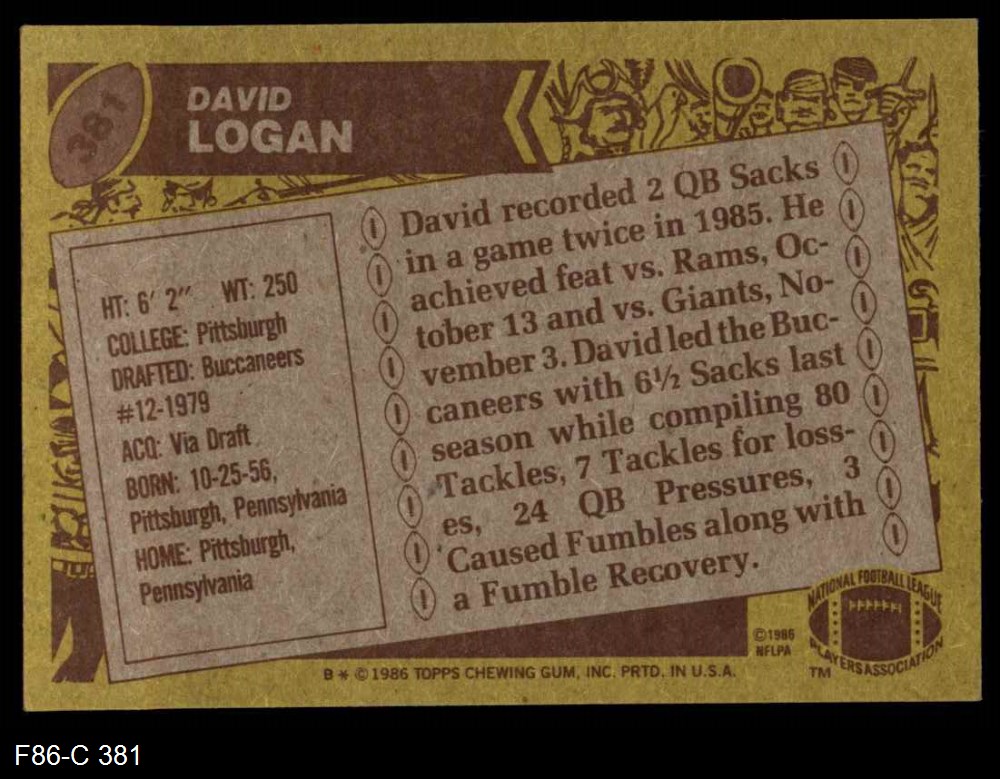 381
DAVID
LOGAN
HT: 6' 2" WT: 250
COLLEGE: Pittsburgh
DRAFTED: Buccaneers
#12-1979
ACQ: Via Draft
BORN: 10-25-56,
Pittsburgh, Pennsylvania
HOME: Pittsburgh,
Pennsylvania
David recorded 2 QB Sacks
in a game twice in 1985. He
achieved feat vs. Rams, Oc-
tober 13 and vs. Giants, No-
vember 3. David led the Buc-
caneers with 6½ Sacks last
season while compiling 80
Tackles, 7 Tackles for loss-
es, 24 QB Pressures, 3
Caused Fumbles along with
a Fumble Recovery.
©1986
NFLPA
NATIONAL FOOTBALL LEAGUE
PLAYERS ASSOCIATION
TM
B * © 1986 TOPPS CHEWING GUM, INC. PRTD. IN U.S.A.
F86-C 381